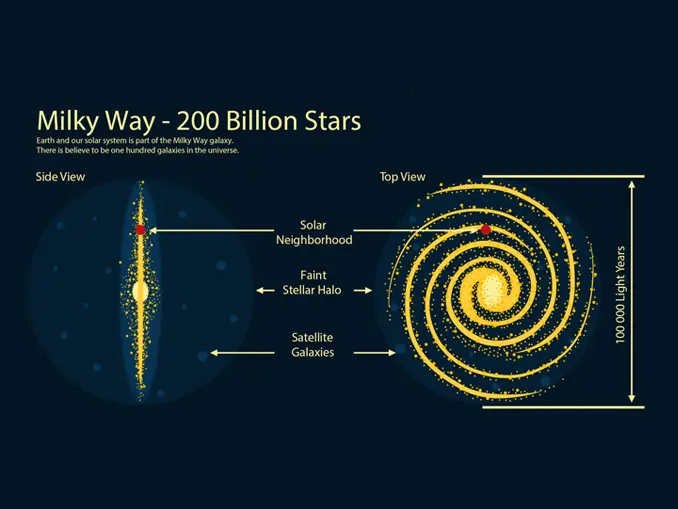 Milky Way - 200 Billion Stars
Earth and our solar system is part of the Milky Way galaxy.
There is believe to be one hundred galaxies in the universe.
Side View
Top View
Solar
Neighborhood
Faint
Stellar Halo
Satellite
Galaxies
100 000 Light Years